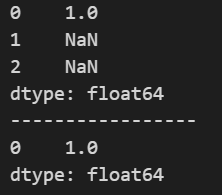 0    1.0
1    NaN
2    NaN
dtype: float64
-----------------
0    1.0
dtype: float64